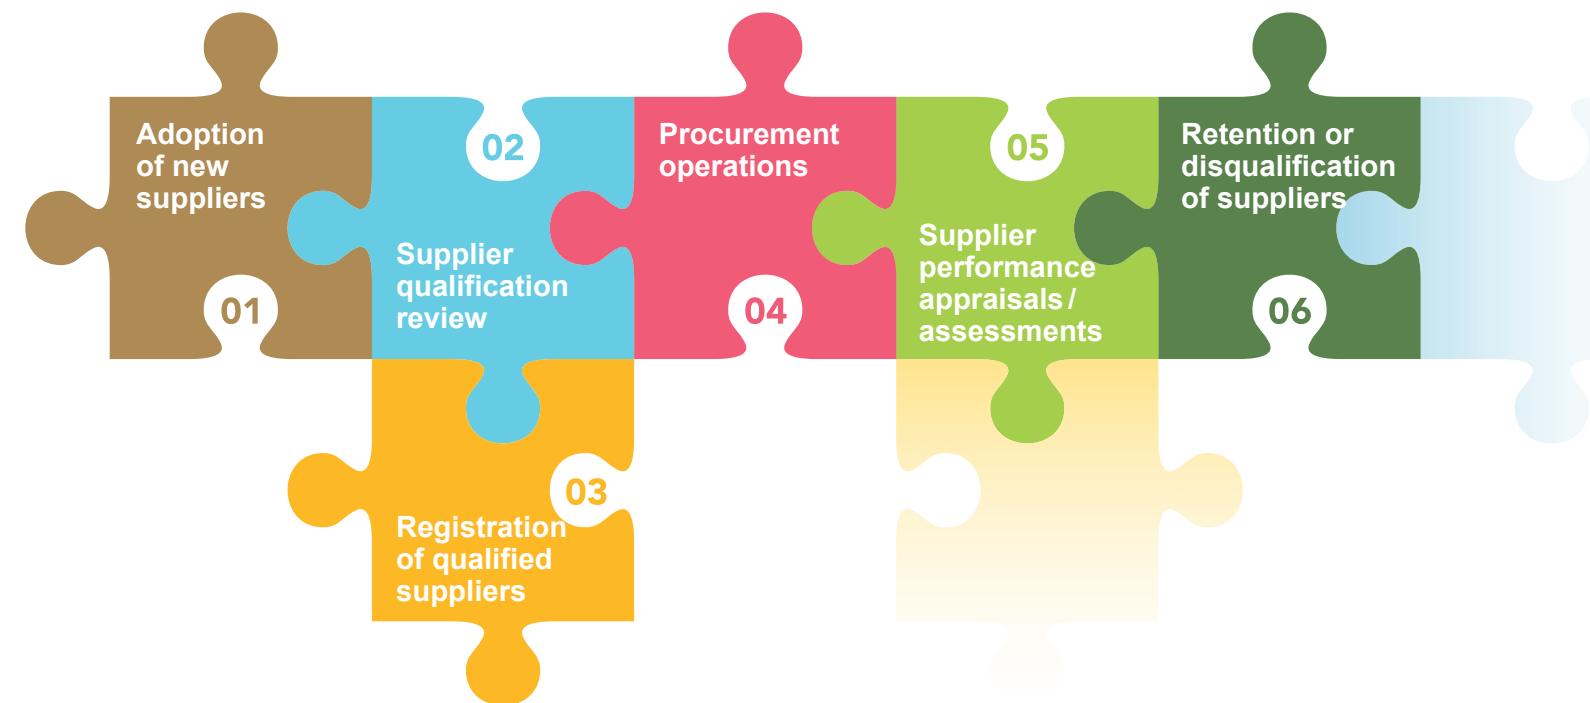 Adoption
of new
suppliers
01
02
Supplier
qualification
review
03
Registration
of qualified
suppliers
Procurement
operations
04
05
Supplier
performance
appraisals /
assessments
Retention or
disqualification
of suppliers
06